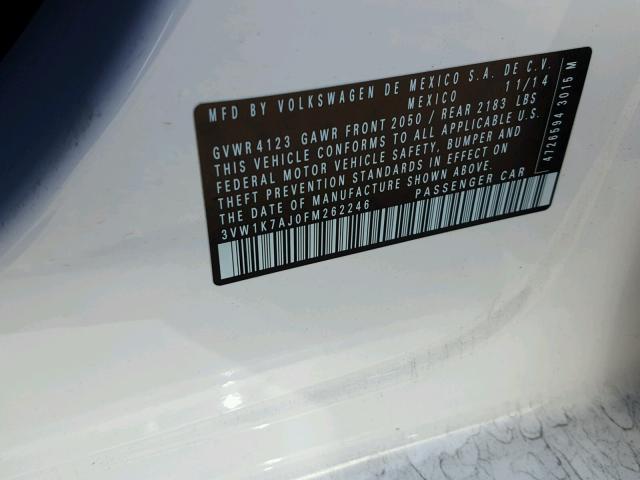 MFD BY VOLKSWAGEN DE MEXICO S.A. DE C.V.
MEXICO 11/14
GVWR 4123 GAWR FRONT 2050 / REAR 2183 LBS
THIS VEHICLE CONFORMS TO ALL APPLICABLE U.S.
FEDERAL MOTOR VEHICLE SAFETY, BUMPER AND
THEFT PREVENTION STANDARDS IN EFFECT ON
THE DATE OF MANUFACTURE SHOWN ABOVE.
3VW1K7AJ0FM262246 PASSENGER CAR
4726594 3015 M